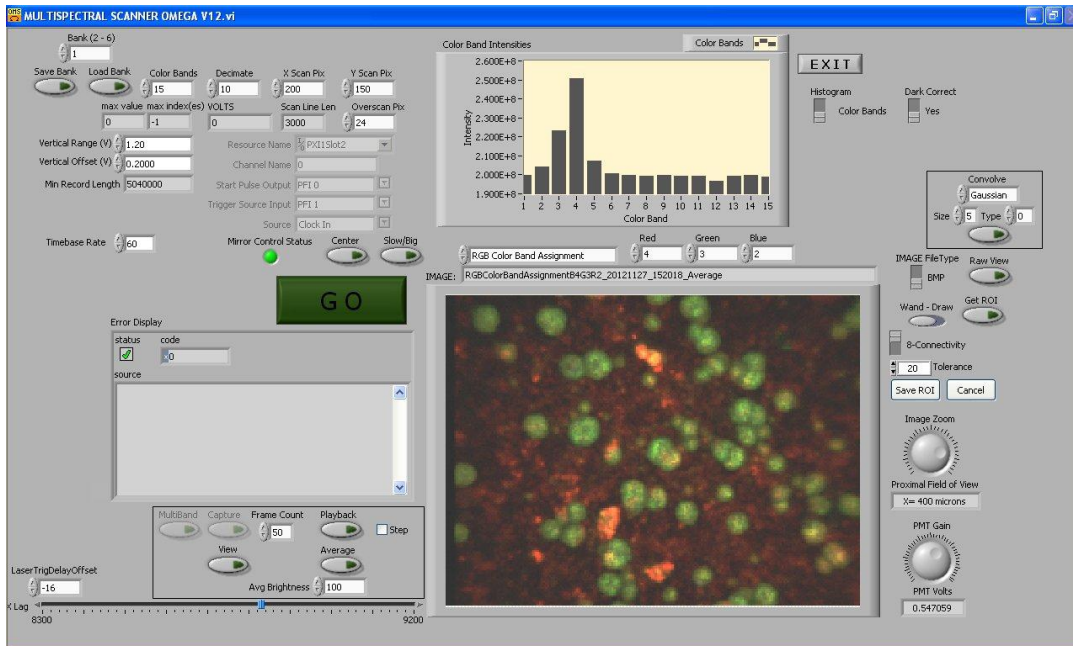 MULTISPECTRAL SCANNER OMEGA V12.vi
Bank (2 - 6)
1
Save Bank Load Bank Color Bands Decimate X Scan Pix Y Scan Pix
15 10 200 150
max value max index(es) VOLTS Scan Line Len Overscan Pix
0 -1 0 3000 24
Vertical Range (V) 1.20
Resource Name PXI1Slot2
Vertical Offset (V) 0.2000
Channel Name 0
Min Record Length 5040000
Start Pulse Output PFI 0
Trigger Source Input PFI 1
Source Clock In
Timebase Rate 60
Mirror Control Status Center Slow/Big
GO
Error Display
status code
x0
source
MultiBand Capture Frame Count Playback
50 Step
View Average
Avg Brightness 100
LaserTrigDelayOffset
-16
X Lag
8300 9200
Color Band Intensities Color Bands
Intensity
2.600E+8
2.500E+8
2.400E+8
2.300E+8
2.200E+8
2.100E+8
2.000E+8
1.900E+8
1 2 3 4 5 6 7 8 9 10 11 12 13 14 15
Color Band
Red Green Blue
RGB Color Band Assignment 4 3 2
IMAGE: RGBColorBandAssignmentB4G3R2_20121127_152018_Average
EXIT
Histogram Dark Correct
Color Bands Yes
Convolve
Gaussian
Size 5 Type 0
IMAGE FileType Raw View
BMP
Wand - Draw Get ROI
8-Connectivity
20 Tolerance
Save ROI Cancel
Image Zoom
Proximal Field of View
X= 400 microns
PMT Gain
PMT Volts
0.547059